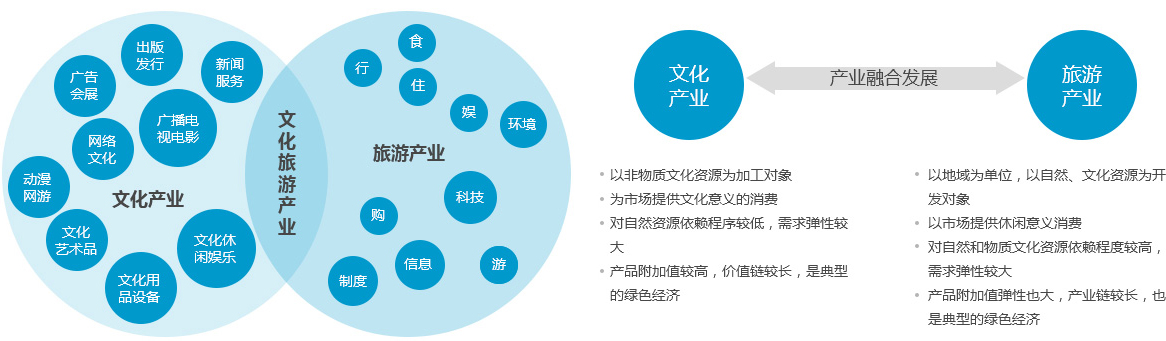 出版
发行
新闻
服务
广告
会展
广播电
视电影
网络
文化
动漫
网游
文化产业
文化
艺术品
文化休
闲娱乐
文化用
品设备
文化旅游产业
食
行
住
娱
环境
旅游产业
科技
购
信息
游
制度
文化
产业
产业融合发展
旅游
产业
以非物质文化资源为加工对象
为市场提供文化意义的消费
对自然资源依赖程序较低，需求弹性较
大
产品附加值较高，价值链较长，是典型
的绿色经济
以地域为单位，以自然、文化资源为开
发对象
以市场提供休闲意义消费
对自然和物质文化资源依赖程度较高，
需求弹性较大
产品附加值弹性也大，产业链较长，也
是典型的绿色经济